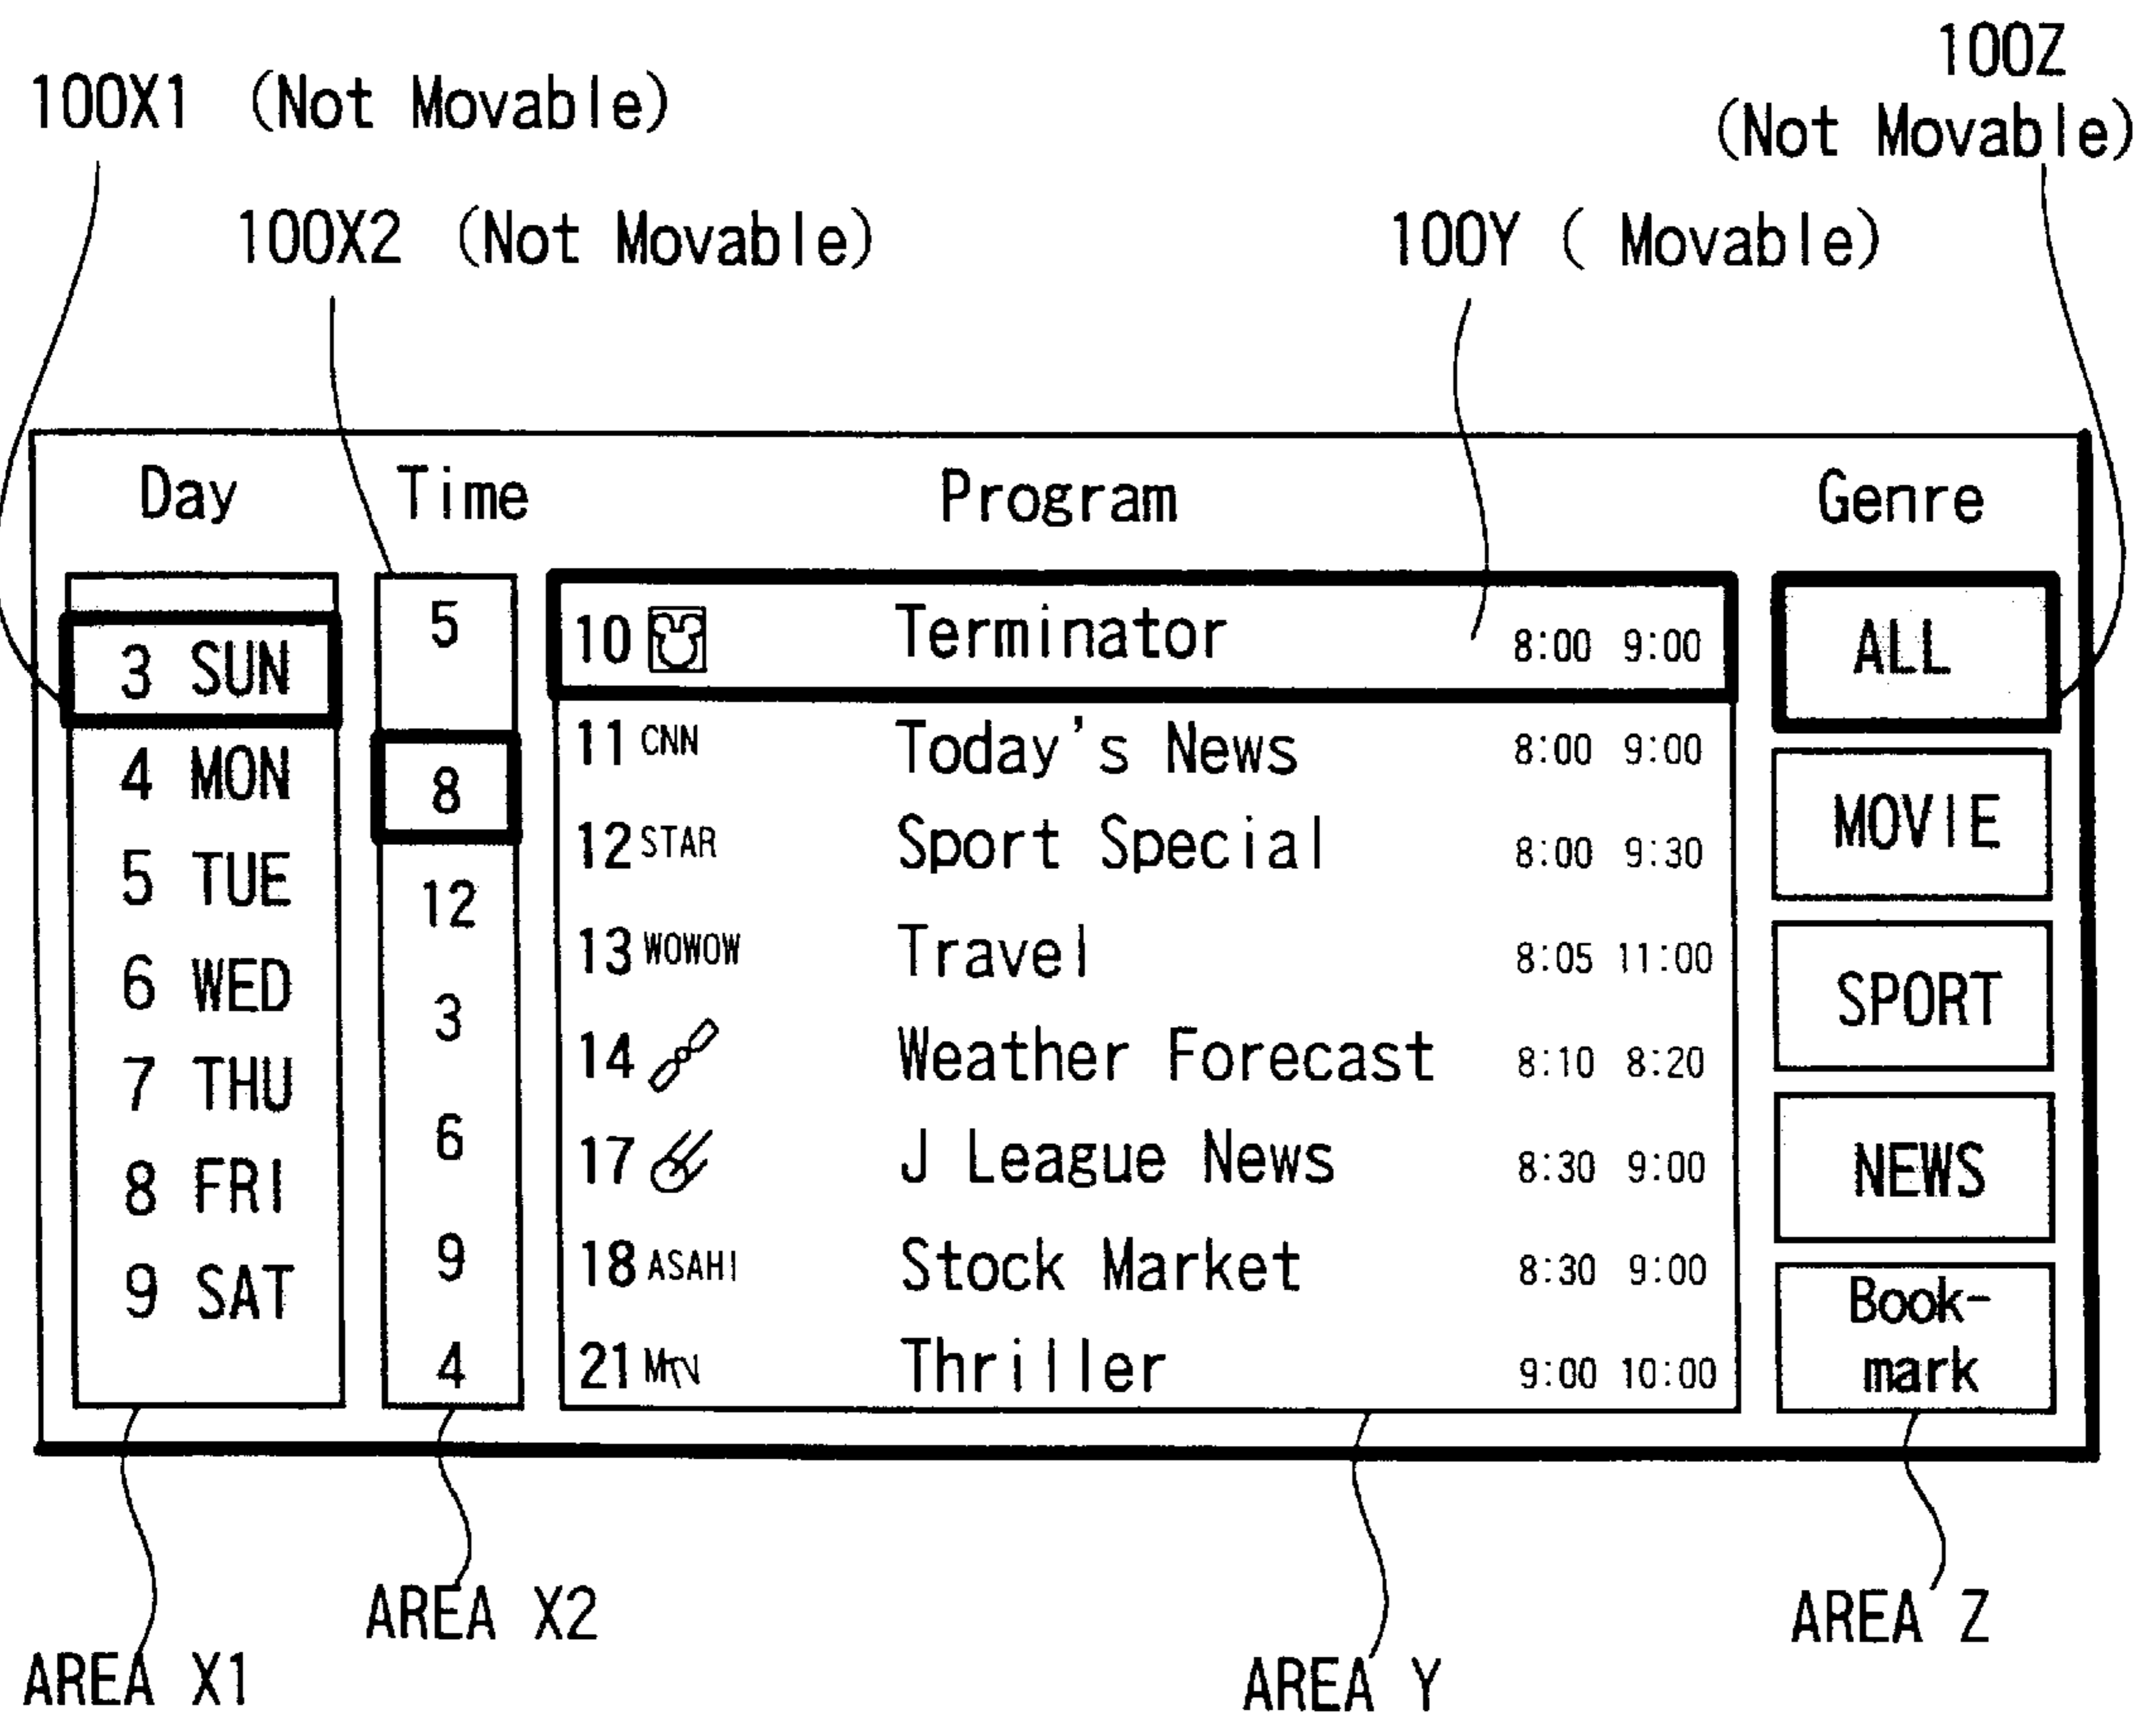 100Z
100X1 (Not Movable)
(Not Movable)
100X2 (Not Movable)
100Y ( Movable)
Day Time Program Genre
3 SUN
4 MON
5 TUE
6 WED
7 THU
8 FRI
9 SAT
5
8
12
3
6
9
4
10 Terminator 8:00 9:00
11 CNN Today's News 8:00 9:00
12 STAR Sport Special 8:00 9:30
13 WOWOW Travel 8:05 11:00
14 Weather Forecast 8:10 8:20
17 J League News 8:30 9:00
18 ASAHI Stock Market 8:30 9:00
21 MTV Thriller 9:00 10:00
ALL
MOVIE
SPORT
NEWS
Book-
mark
AREA X1
AREA X2
AREA Y
AREA Z